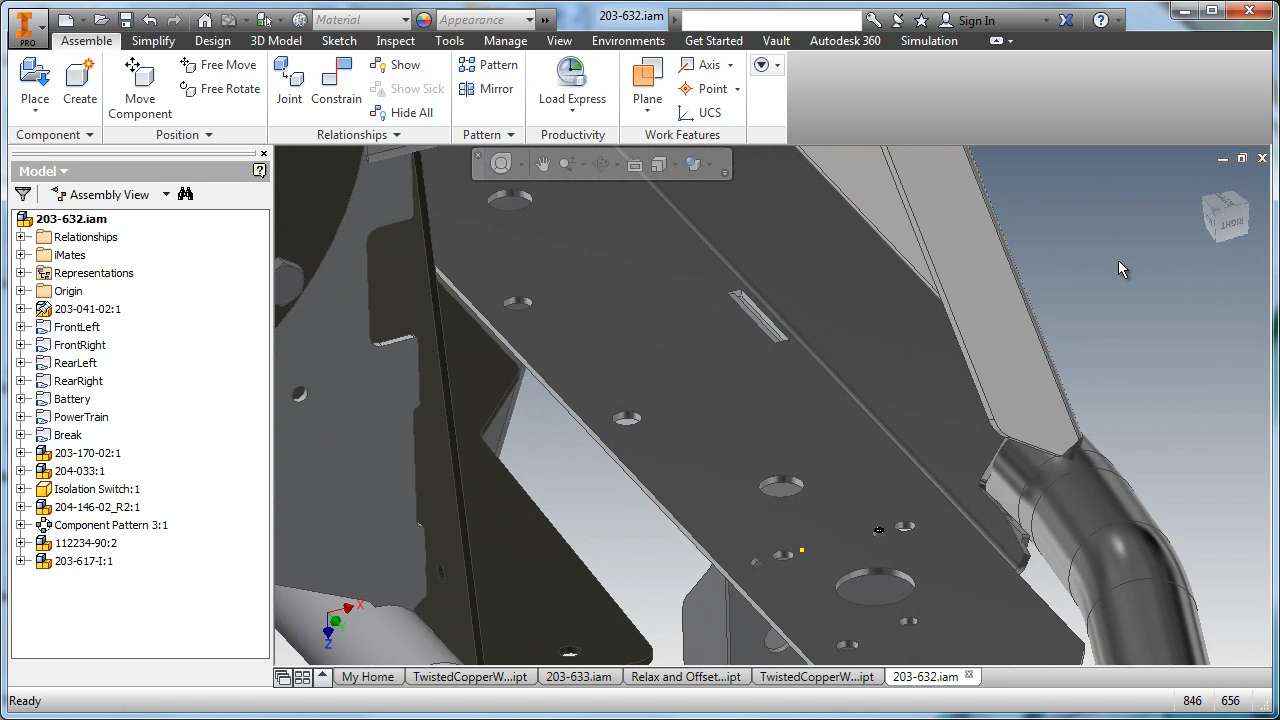 Material
Appearance
203-632.iam
Sign In
PRO
Assemble Simplify Design 3D Model Sketch Inspect Tools Manage View Environments Get Started Vault Autodesk 360 Simulation
Place
Create
Move
Component
Free Move
Free Rotate
Joint
Constrain
Show
Show Sick
Hide All
Pattern
Mirror
Load Express
Plane
Axis
Point
UCS
Component Position Relationships Pattern Productivity Work Features
Model
Assembly View
203-632.iam
Relationships
iMates
Representations
Origin
203-041-02:1
FrontLeft
FrontRight
RearLeft
RearRight
Battery
PowerTrain
Break
203-170-02:1
204-033:1
Isolation Switch:1
204-146-02_R2:1
Component Pattern 3:1
112234-90:2
203-617-I:1
RIGHT
X
Z
My Home TwistedCopperW...ipt 203-633.iam Relax and Offset...ipt TwistedCopperW...ipt 203-632.iam
Ready
846 656